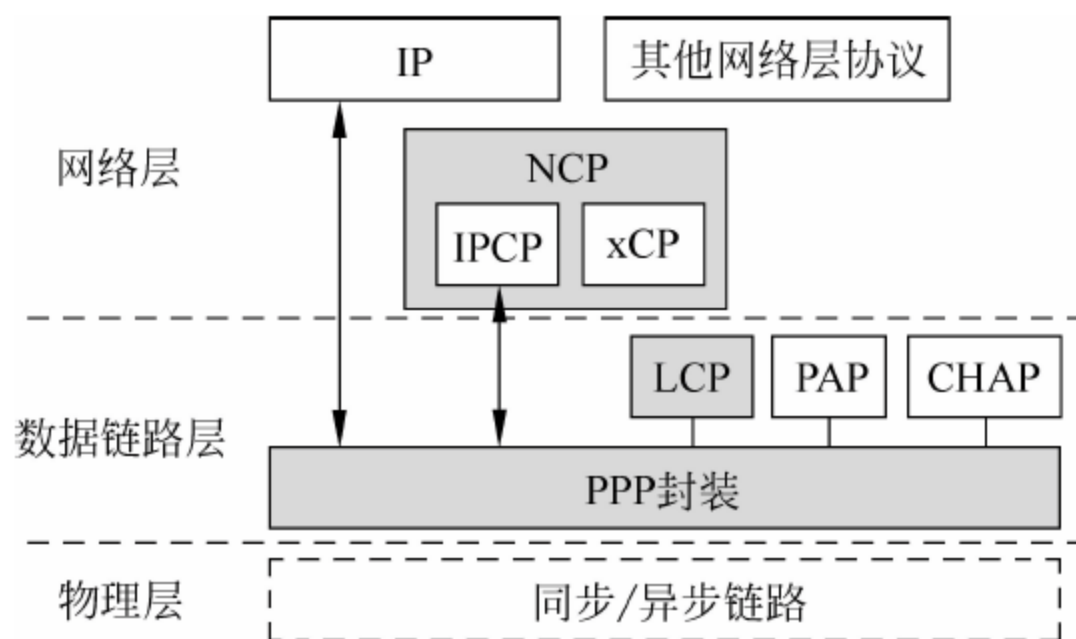 IP
其他网络层协议
网络层
NCP
IPCP
xCP
LCP
PAP
CHAP
数据链路层
PPP封装
物理层
同步/异步链路